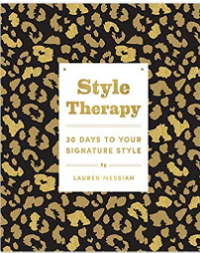 Style
Therapy
30 DAYS TO YOUR
SIGNATURE STYLE
by
LAUREN MESSIAH